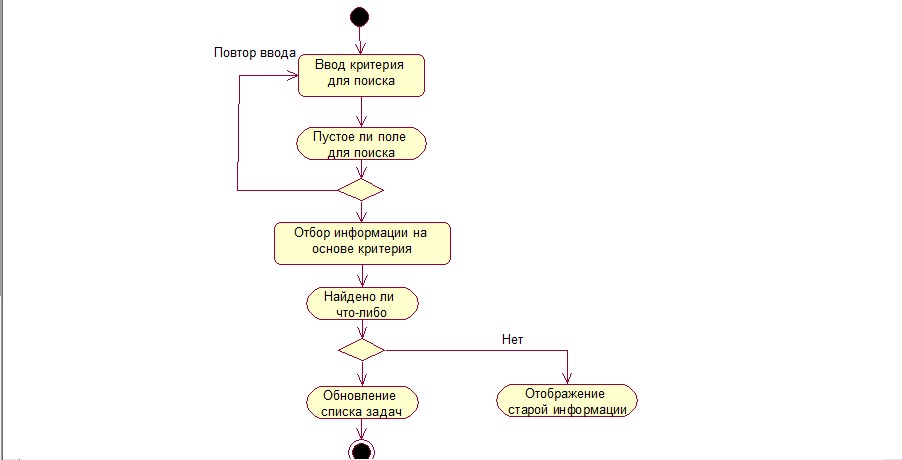 Повтор ввода
Ввод критерия
для поиска
Пустое ли поле
для поиска
Отбор информации на
основе критерия
Найдено ли
что-либо
Нет
Обновление
списка задач
Отображение
старой информации